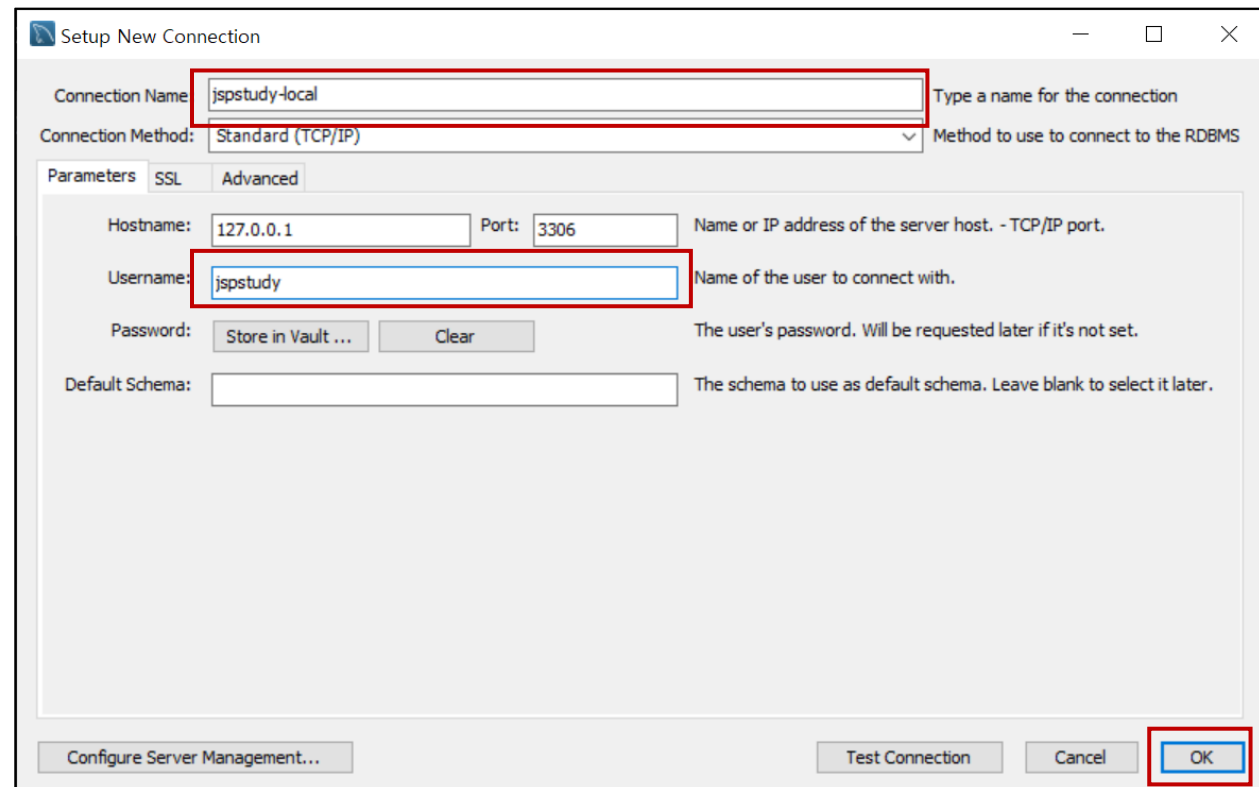 Setup New Connection
Connection Name: jspstudy-local Type a name for the connection
Connection Method: Standard (TCP/IP) Method to use to connect to the RDBMS
Parameters SSL Advanced
Hostname: 127.0.0.1 Port: 3306 Name or IP address of the server host. - TCP/IP port.
Username: jspstudy Name of the user to connect with.
Password: Store in Vault ... Clear The user's password. Will be requested later if it's not set.
Default Schema: The schema to use as default schema. Leave blank to select it later.
Configure Server Management... Test Connection Cancel OK